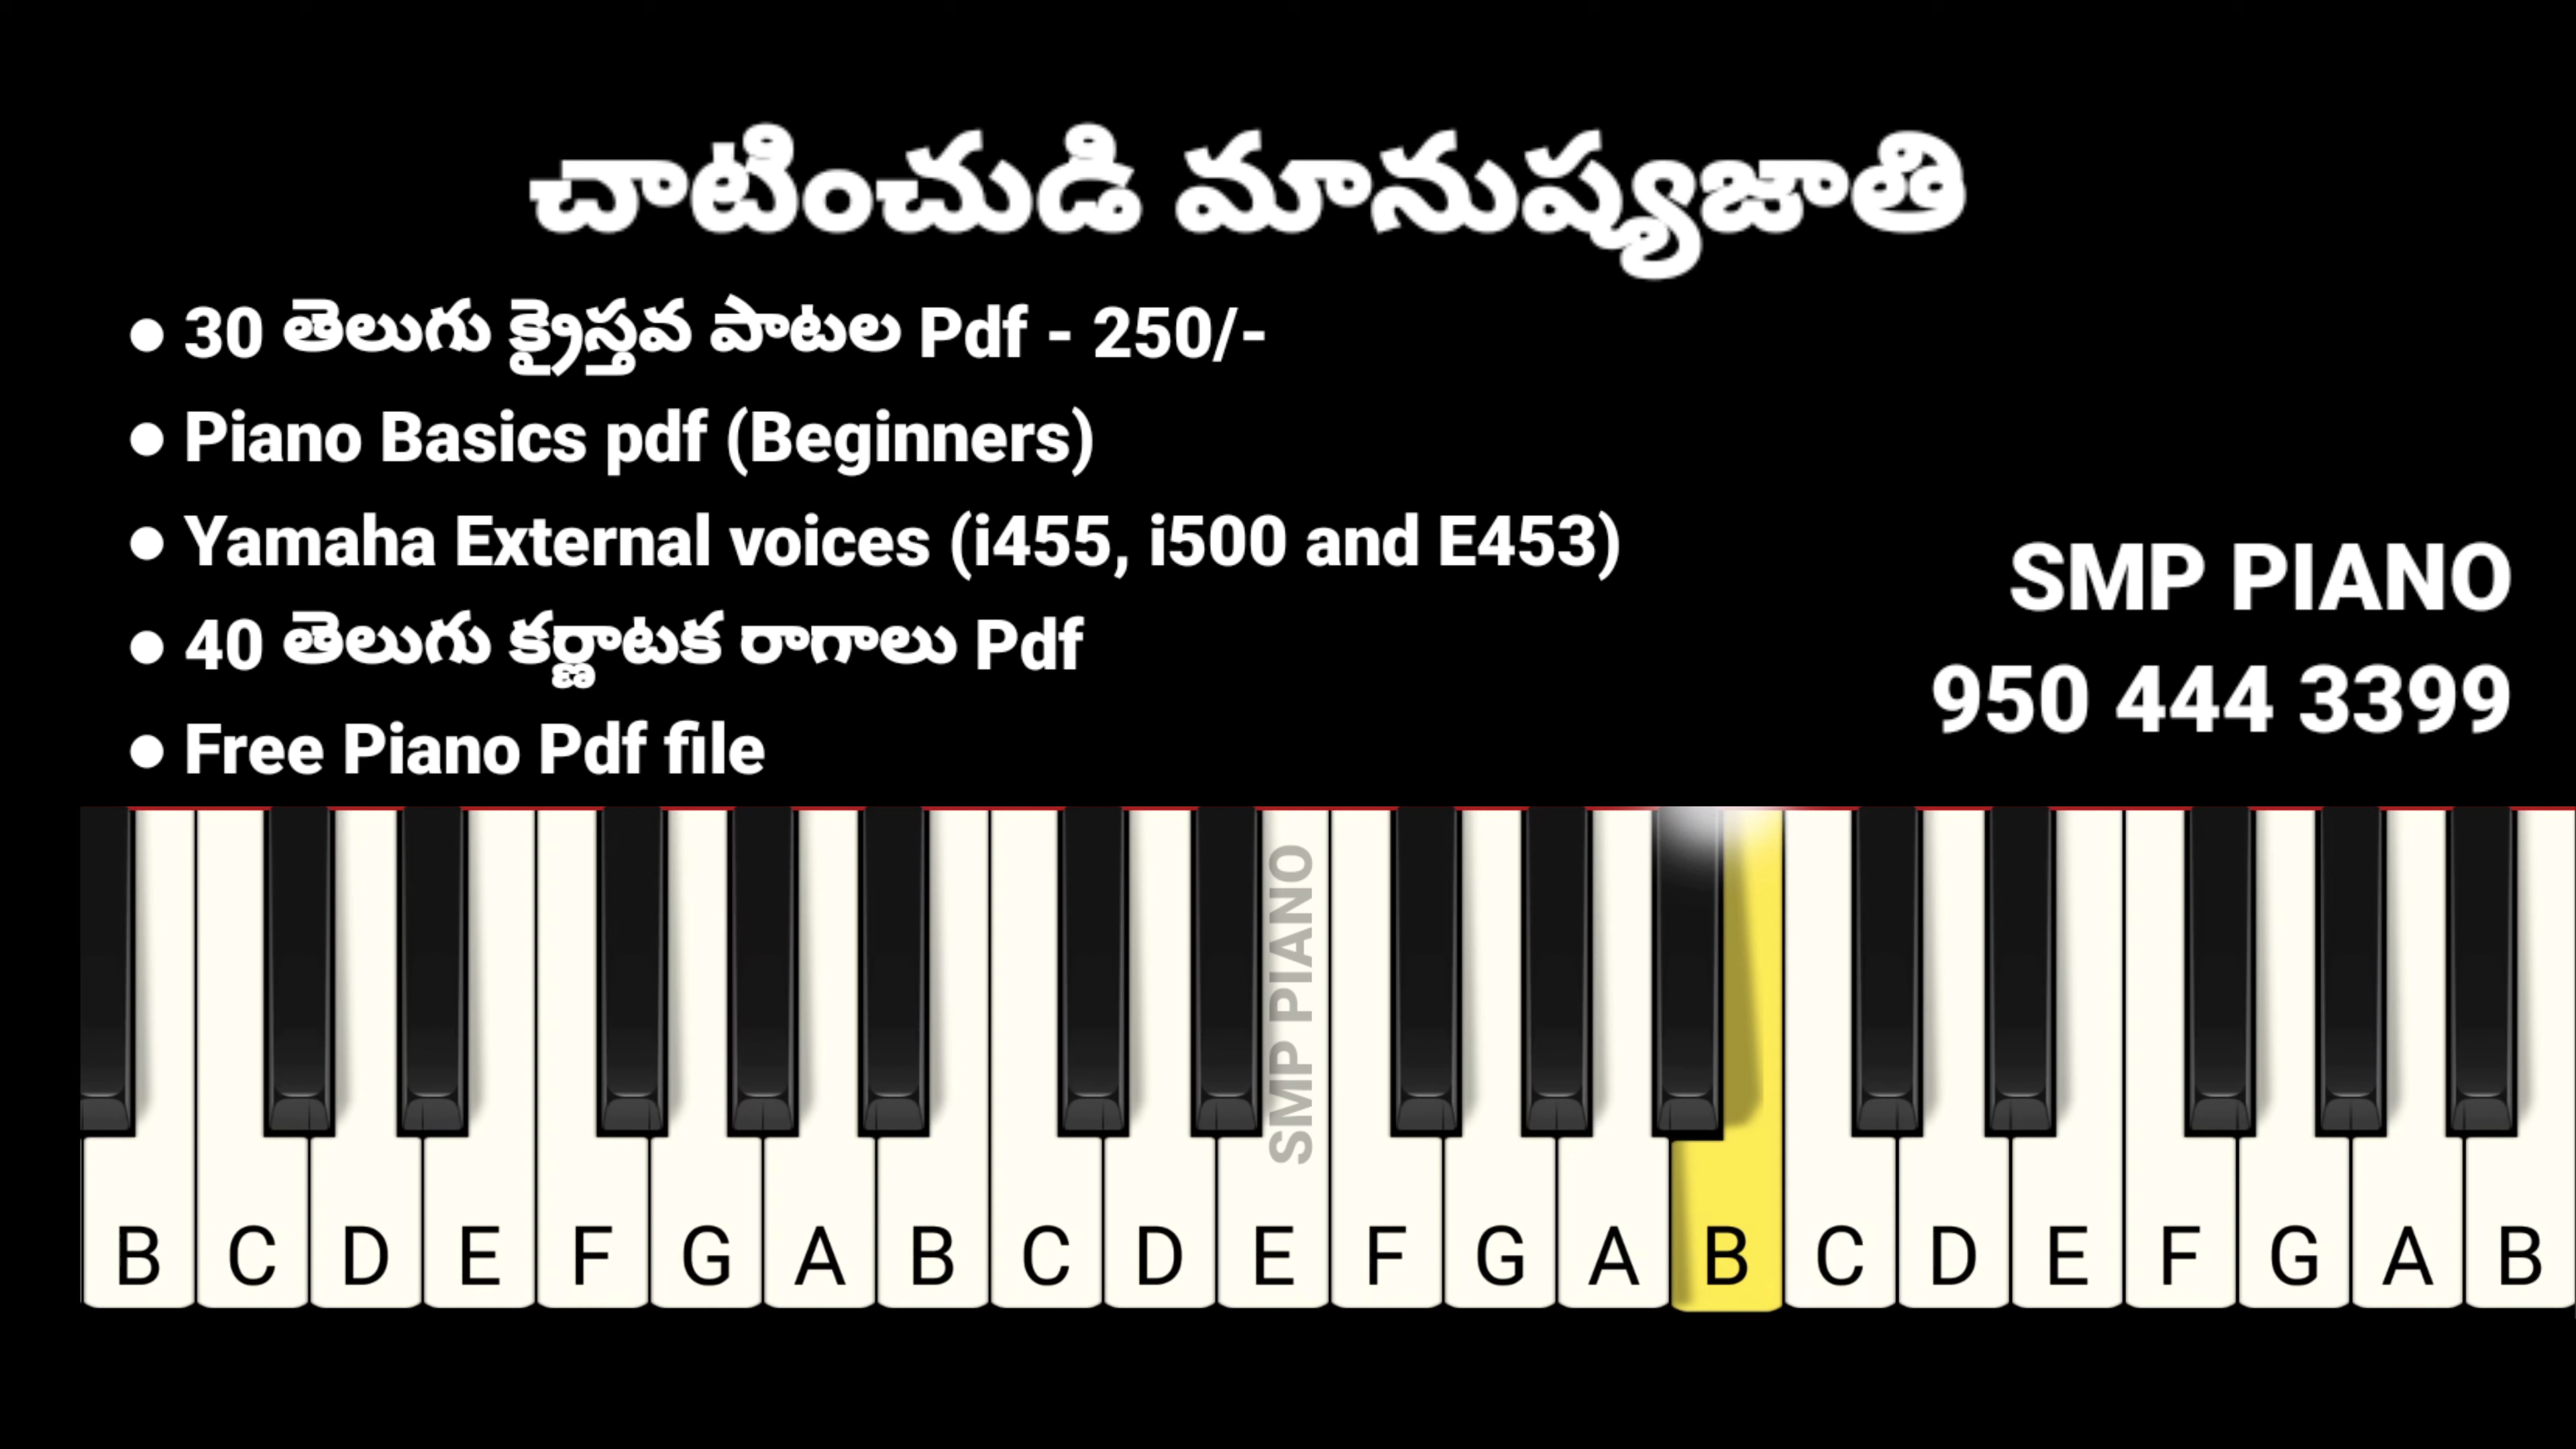 చాటించుడి మానుష్యజాతి
● 30 తెలుగు క్రైస్తవ పాటల Pdf - 250/-
● Piano Basics pdf (Beginners)
● Yamaha External voices (i455, i500 and E453)
● 40 తెలుగు కర్ణాటక రాగాలు Pdf
● Free Piano Pdf file
SMP PIANO
950 444 3399
SMP PIANO
B C D E F G A B C D E F G A B C D E F G A B